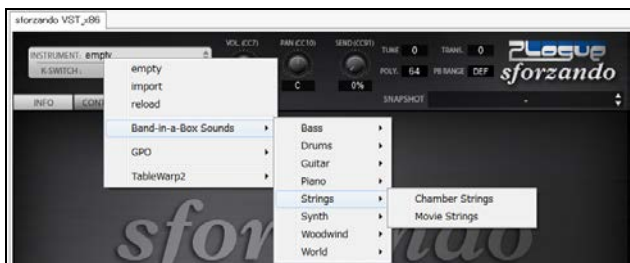 sforzando VST_x86
VOL. (CC7) PAN (CC10) SEND (CC91) TUNE 0 TRANS. 0 PLOGUE
INSTRUMENT: empty
K-SWITCH: POLY. 64 PB RANGE DEF sforzando
C 0%
INFO SNAPSHOT -
empty
import
reload
Band-in-a-Box Sounds
GPO
TableWarp2
Bass
Drums
Guitar
Piano
Strings
Synth
Woodwind
World
Chamber Strings
Movie Strings